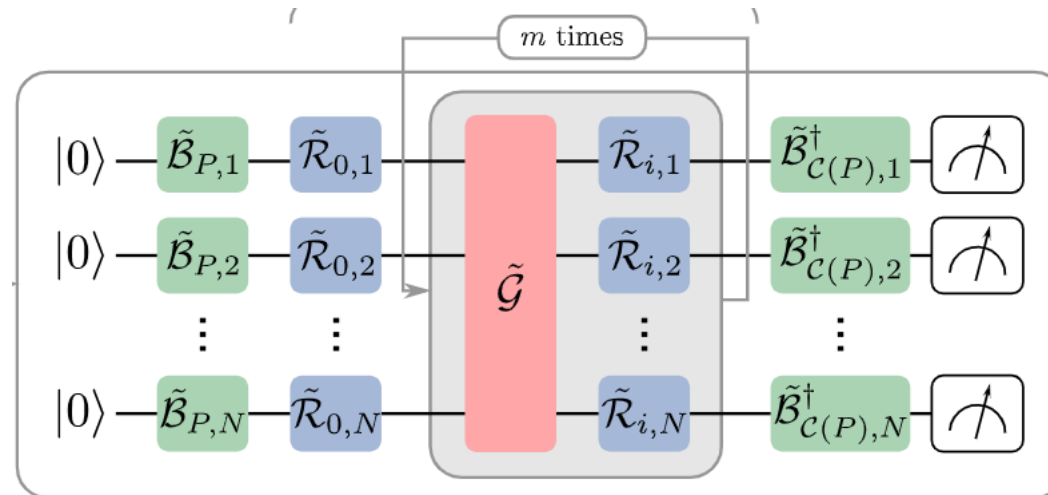 m times
|0⟩ ℬ̃_{P,1} ℛ̃_{0,1} ℛ̃_{i,1} ℬ̃†_{𝒞(P),1}
|0⟩ ℬ̃_{P,2} ℛ̃_{0,2} 𝒢̃ ℛ̃_{i,2} ℬ̃†_{𝒞(P),2}
⋮ ⋮ ⋮ ⋮
|0⟩ ℬ̃_{P,N} ℛ̃_{0,N} ℛ̃_{i,N} ℬ̃†_{𝒞(P),N}